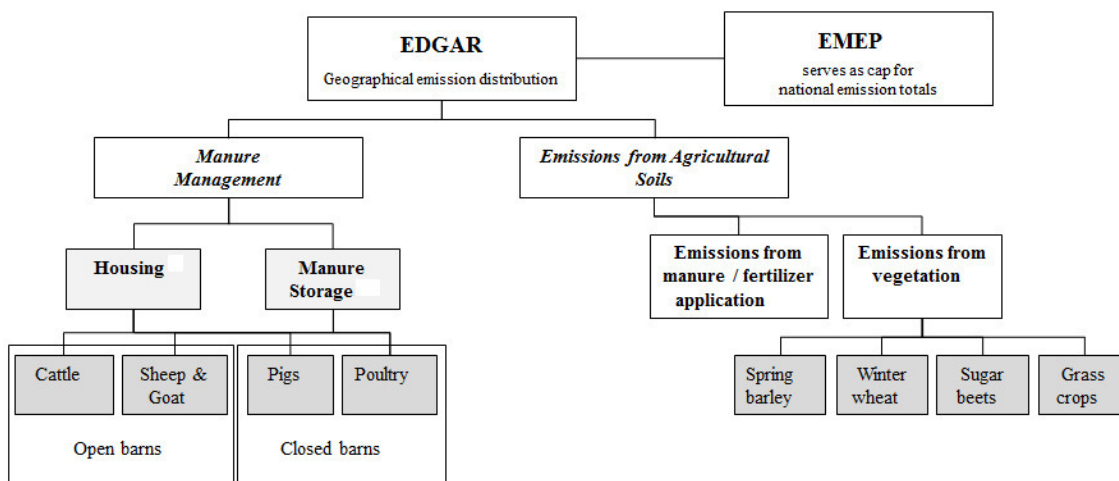 EDGAR
Geographical emission distribution
EMEP
serves as cap for
national emission totals
Manure
Management
Emissions from Agricultural
Soils
Housing
Manure
Storage
Emissions from
manure / fertilizer
application
Emissions from
vegetation
Cattle
Sheep &
Goat
Pigs
Poultry
Spring
barley
Winter
wheat
Sugar
beets
Grass
crops
Open barns
Closed barns